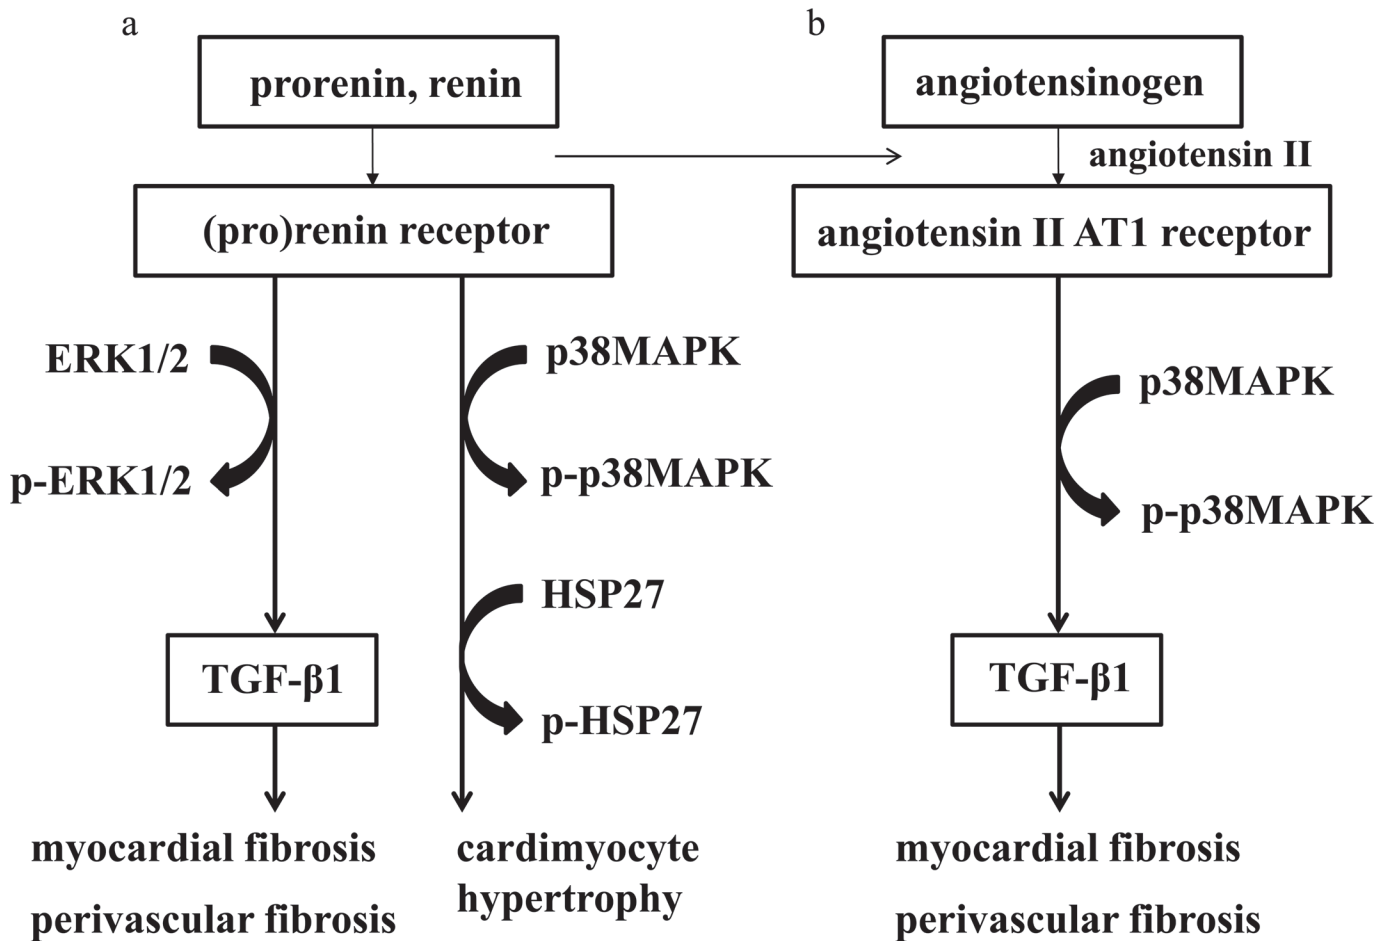 a
prorenin, renin
(pro)renin receptor
ERK1/2
p-ERK1/2
p38MAPK
p-p38MAPK
HSP27
p-HSP27
TGF-β1
myocardial fibrosis
perivascular fibrosis
cardimyocyte
hypertrophy
b
angiotensinogen
angiotensin II
angiotensin II AT1 receptor
p38MAPK
p-p38MAPK
TGF-β1
myocardial fibrosis
perivascular fibrosis